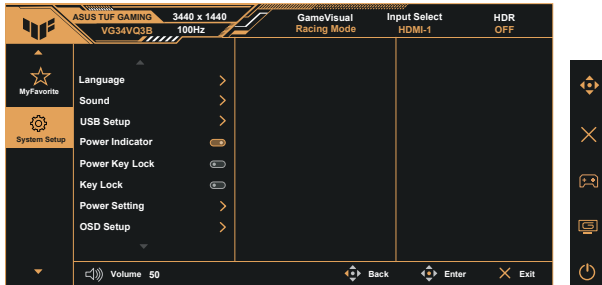 ASUS TUF GAMING 3440 x 1440 GameVisual Input Select HDR
VG34VQ3B 100Hz Racing Mode HDMI-1 OFF
MyFavorite
System Setup
Language
Sound
USB Setup
Power Indicator
Power Key Lock
Key Lock
Power Setting
OSD Setup
Volume 50 Back Enter Exit